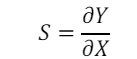 S = ∂Y/∂X